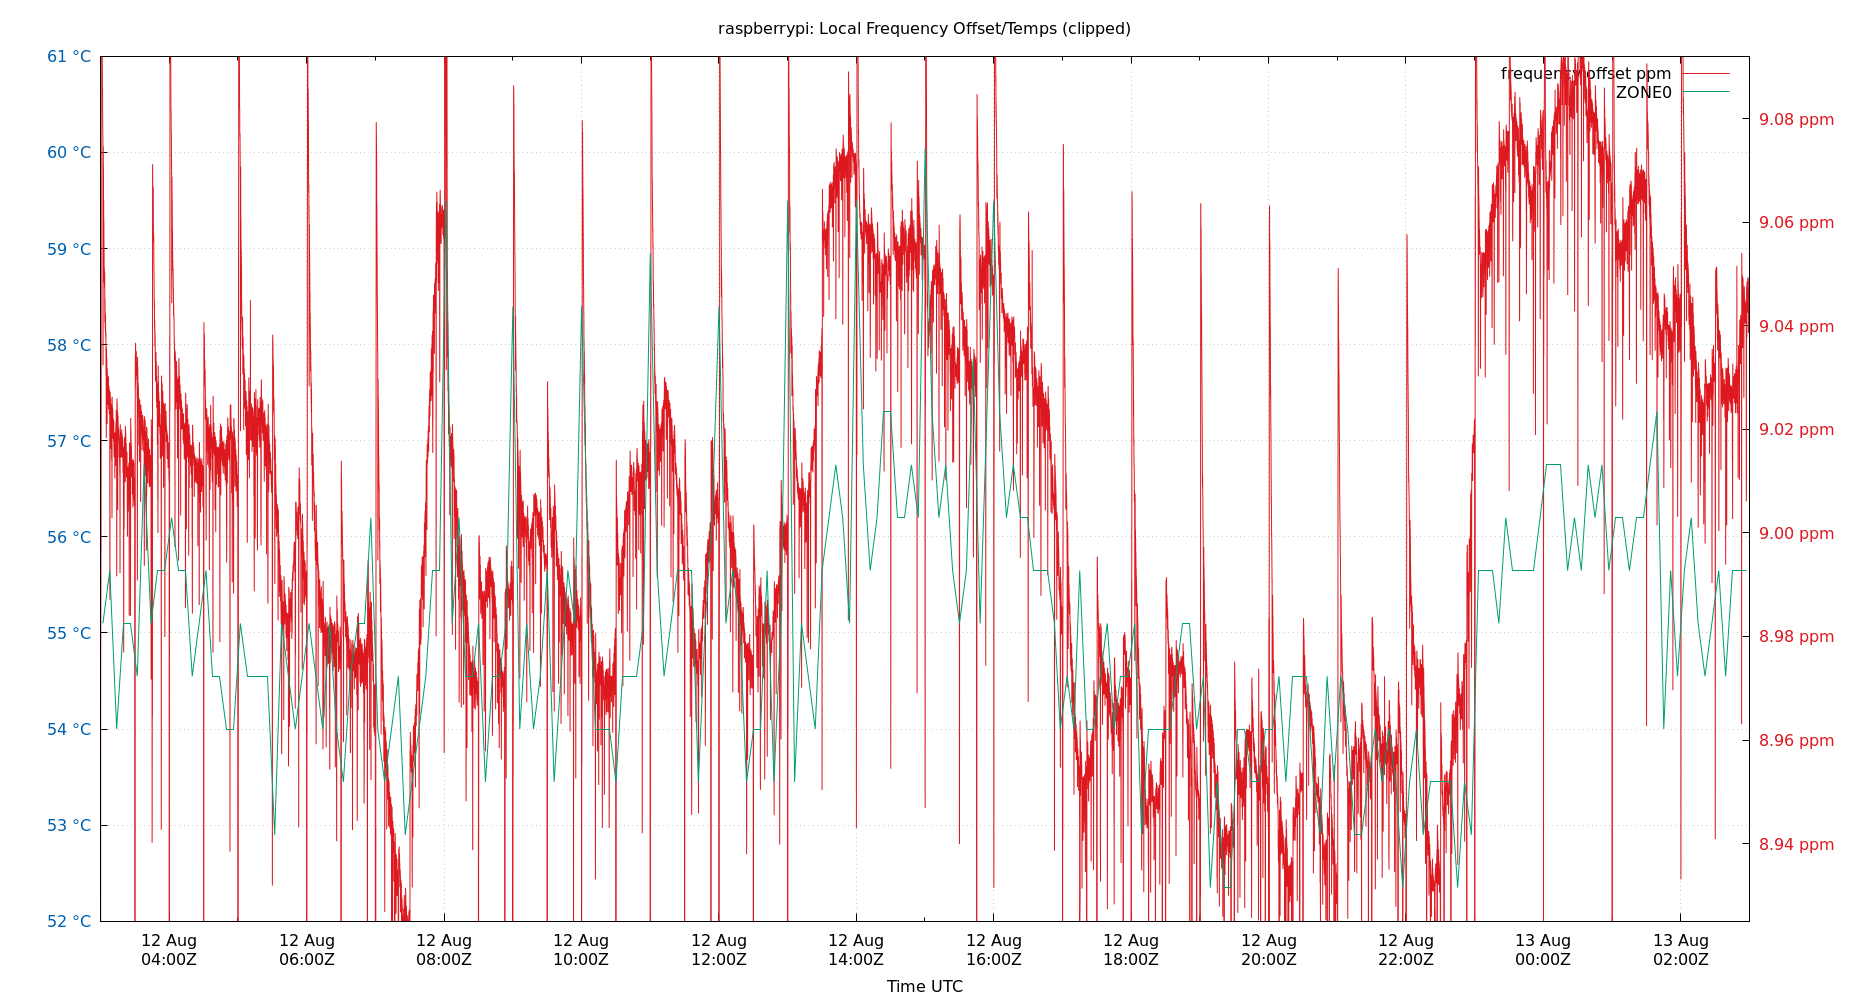 raspberrypi: Local Frequency Offset/Temps (clipped)
frequency offset ppm
ZONE0
61 °C
60 °C
59 °C
58 °C
57 °C
56 °C
55 °C
54 °C
53 °C
52 °C
9.08 ppm
9.06 ppm
9.04 ppm
9.02 ppm
9.00 ppm
8.98 ppm
8.96 ppm
8.94 ppm
12 Aug 12 Aug 12 Aug 12 Aug 12 Aug 12 Aug 12 Aug 12 Aug 12 Aug 12 Aug 13 Aug 13 Aug
04:00Z 06:00Z 08:00Z 10:00Z 12:00Z 14:00Z 16:00Z 18:00Z 20:00Z 22:00Z 00:00Z 02:00Z
Time UTC